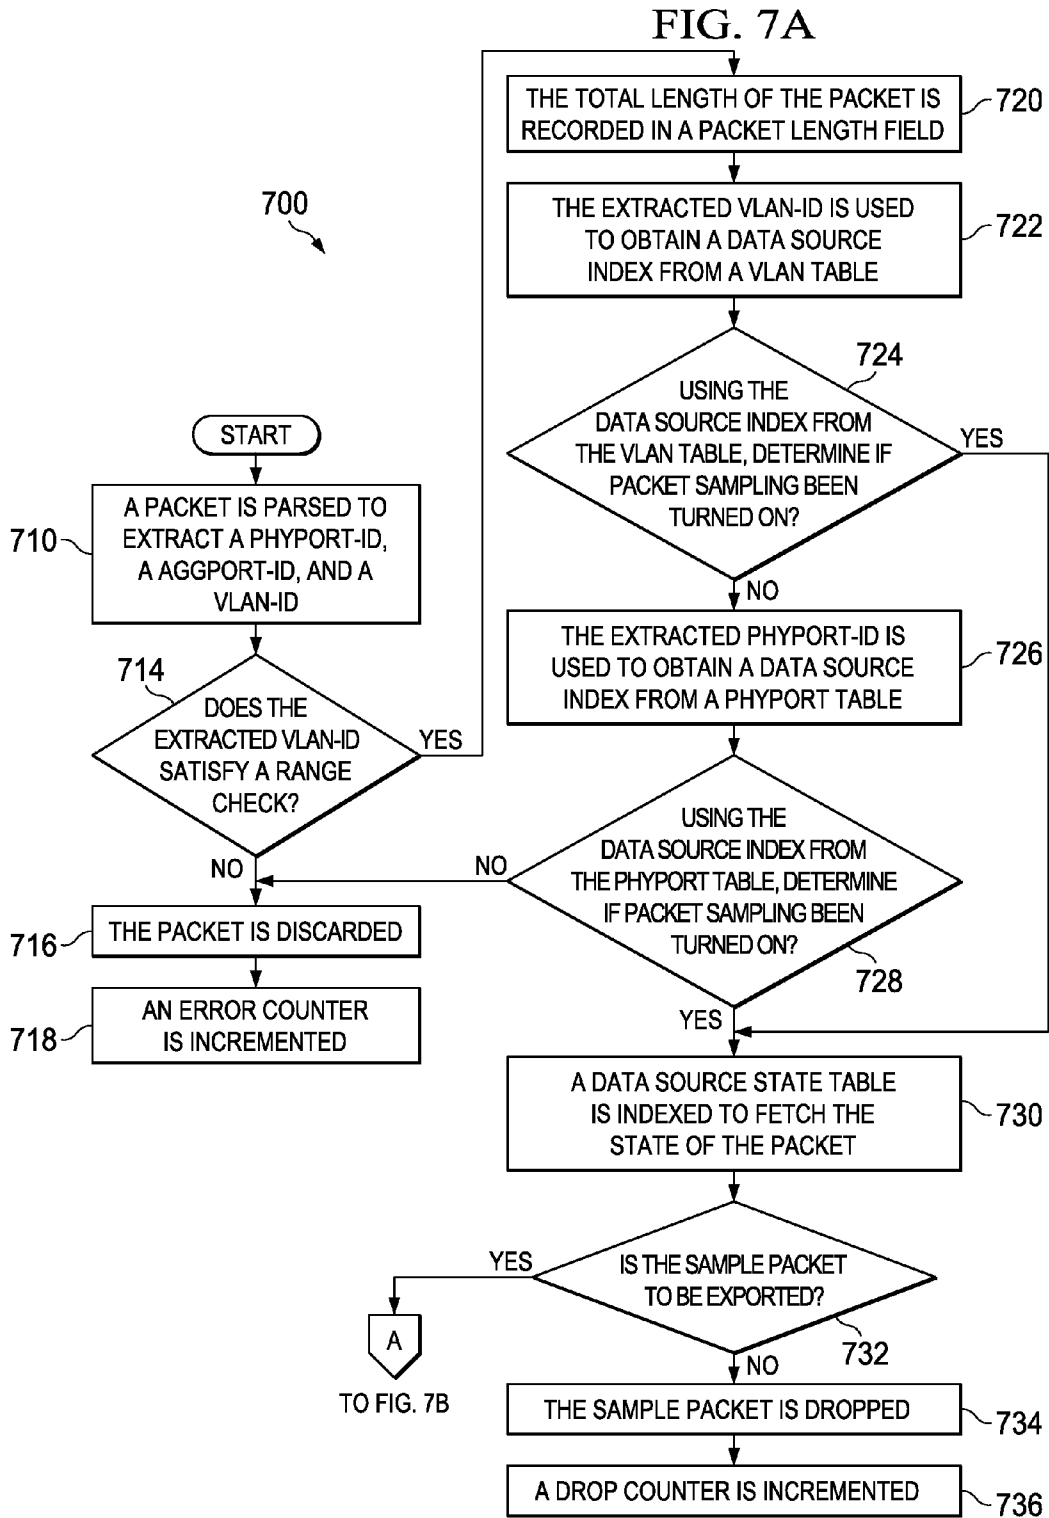 FIG. 7A
700
START
710
A PACKET IS PARSED TO
EXTRACT A PHYPORT-ID,
A AGGPORT-ID, AND A
VLAN-ID
714
DOES THE
EXTRACTED VLAN-ID
SATISFY A RANGE
CHECK?
YES
NO
716
THE PACKET IS DISCARDED
718
AN ERROR COUNTER
IS INCREMENTED
THE TOTAL LENGTH OF THE PACKET IS
RECORDED IN A PACKET LENGTH FIELD
720
THE EXTRACTED VLAN-ID IS USED
TO OBTAIN A DATA SOURCE
INDEX FROM A VLAN TABLE
722
724
USING THE
DATA SOURCE INDEX FROM
THE VLAN TABLE, DETERMINE IF
PACKET SAMPLING BEEN
TURNED ON?
YES
NO
THE EXTRACTED PHYPORT-ID IS
USED TO OBTAIN A DATA SOURCE
INDEX FROM A PHYPORT TABLE
726
USING THE
DATA SOURCE INDEX FROM
THE PHYPORT TABLE, DETERMINE
IF PACKET SAMPLING BEEN
TURNED ON?
728
NO
YES
A DATA SOURCE STATE TABLE
IS INDEXED TO FETCH THE
STATE OF THE PACKET
730
IS THE SAMPLE PACKET
TO BE EXPORTED?
732
YES
A
TO FIG. 7B
NO
THE SAMPLE PACKET IS DROPPED
734
A DROP COUNTER IS INCREMENTED
736